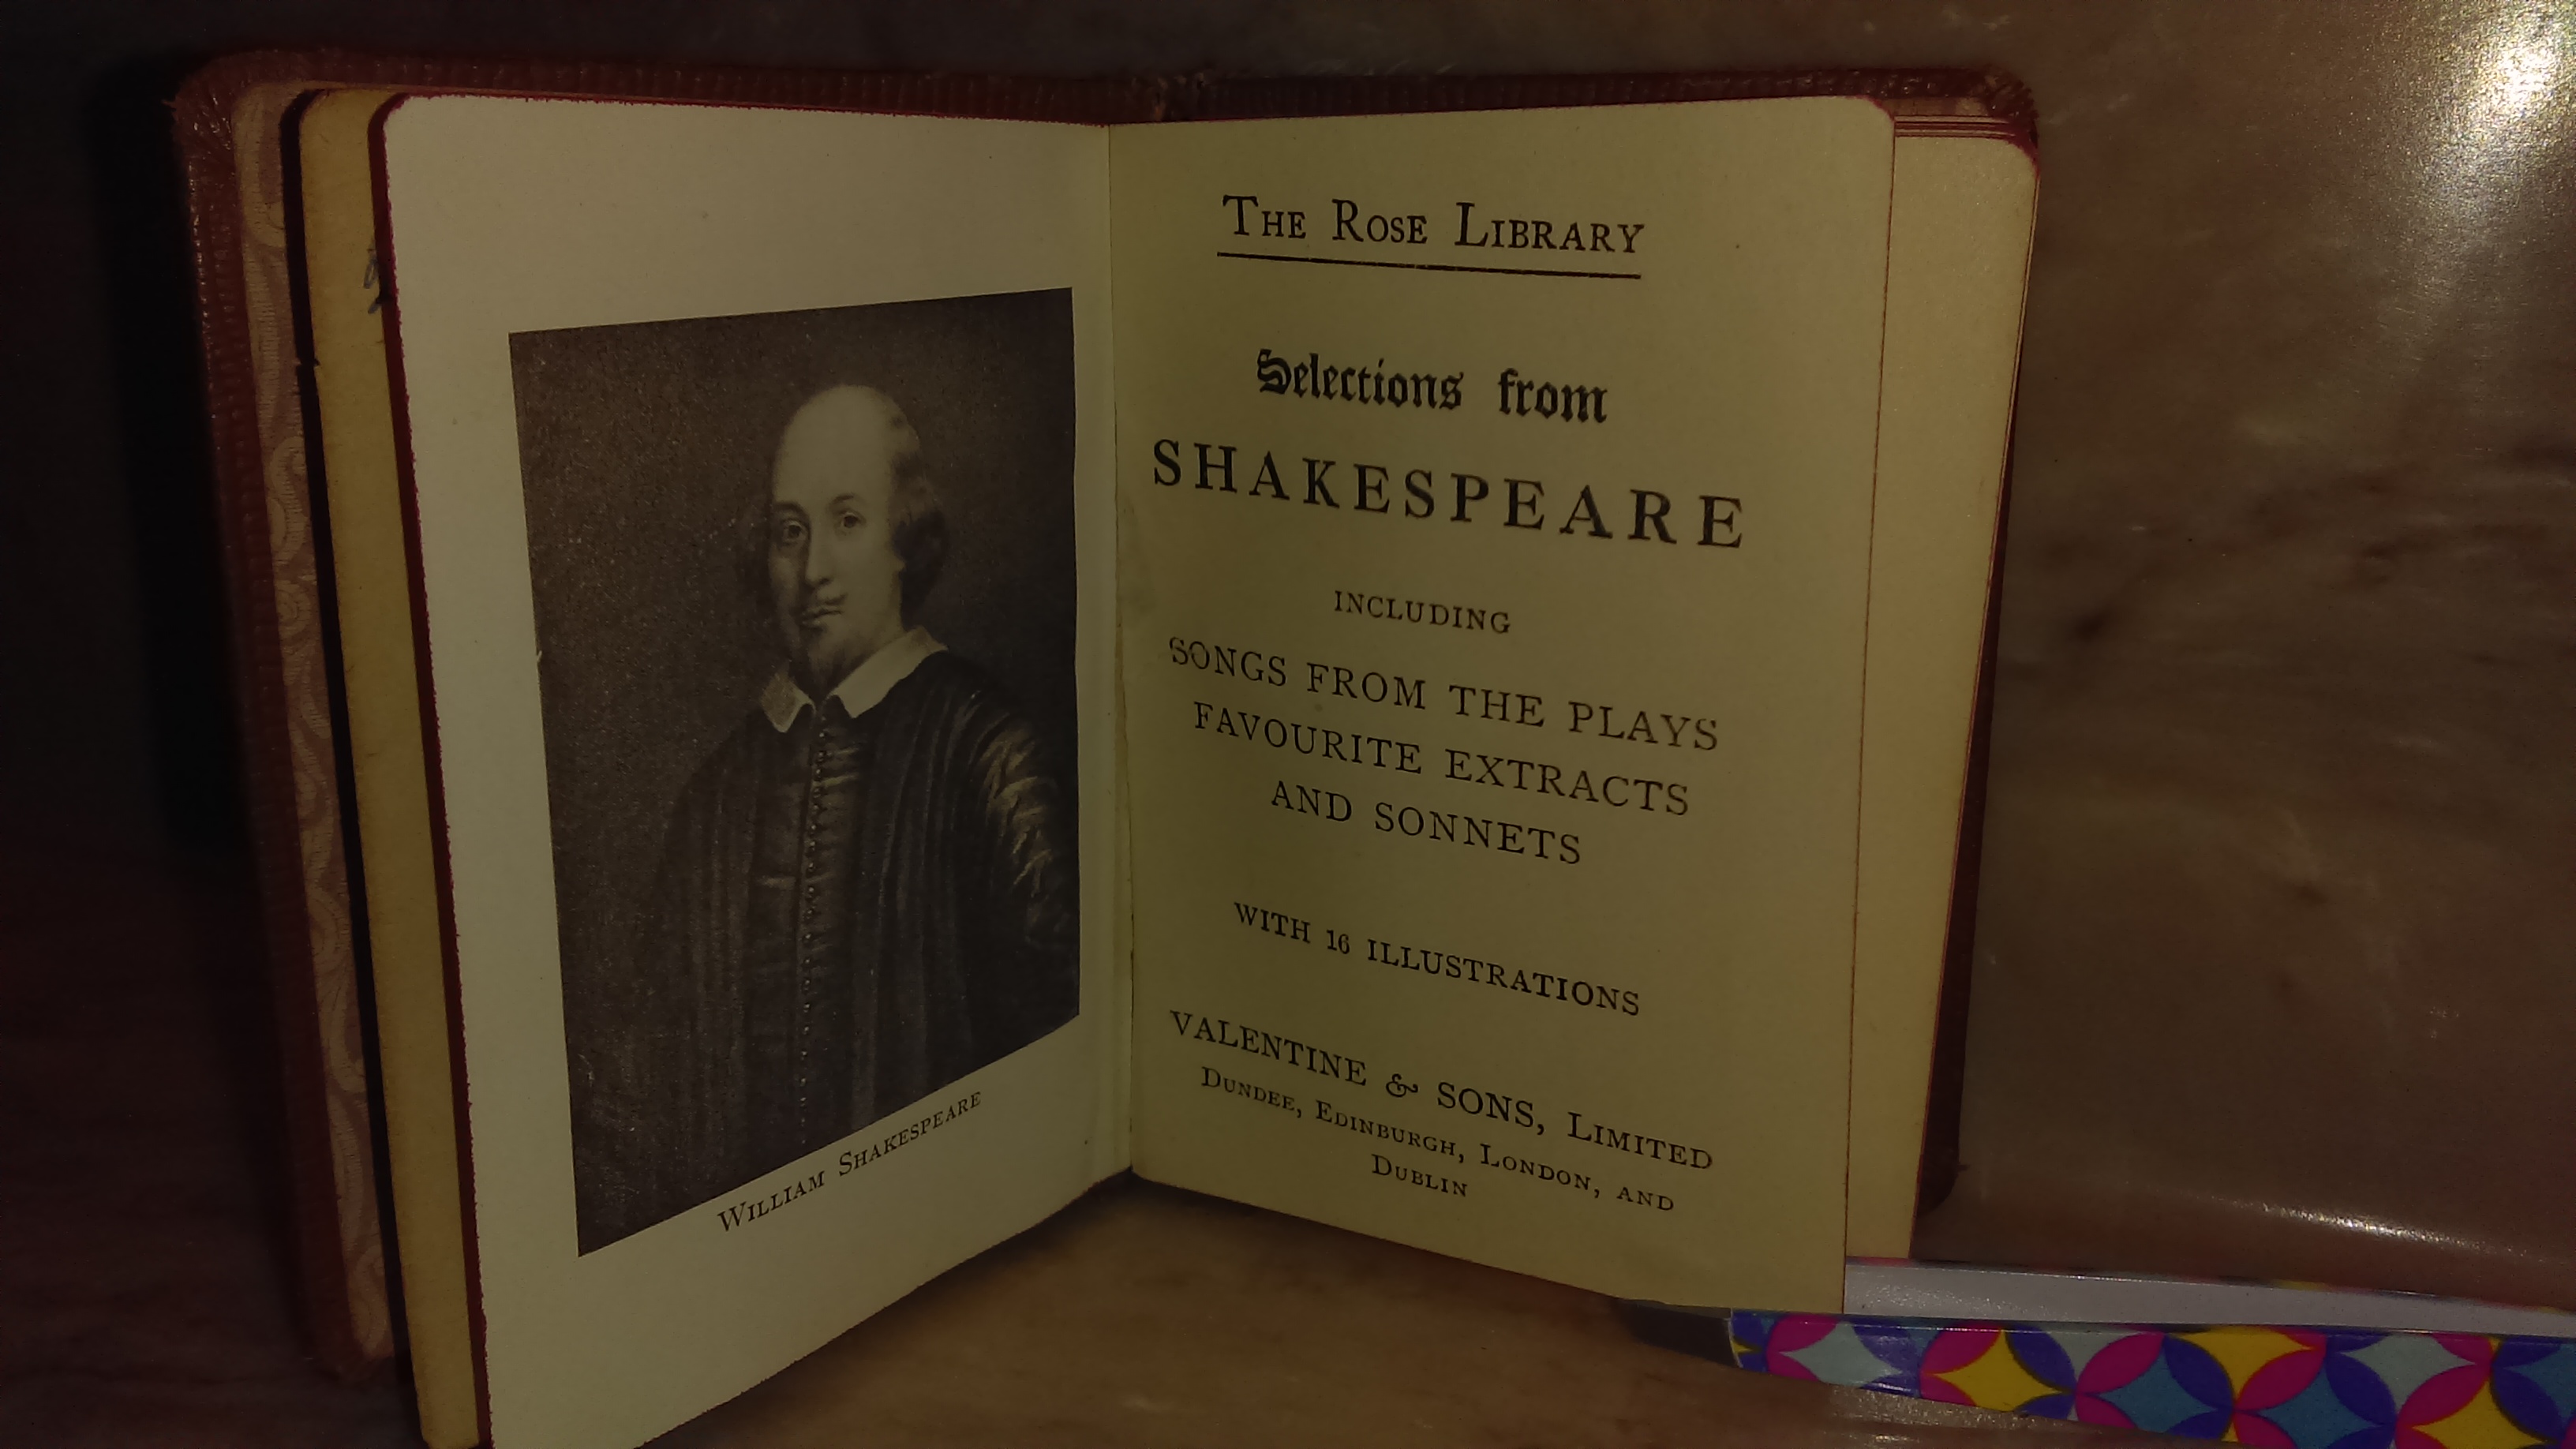 WILLIAM SHAKESPEARE
THE ROSE LIBRARY
Selections from
SHAKESPEARE
INCLUDING
SONGS FROM THE PLAYS
FAVOURITE EXTRACTS
AND SONNETS
WITH 16 ILLUSTRATIONS
VALENTINE & SONS, LIMITED
DUNDEE, EDINBURGH, LONDON, AND
DUBLIN